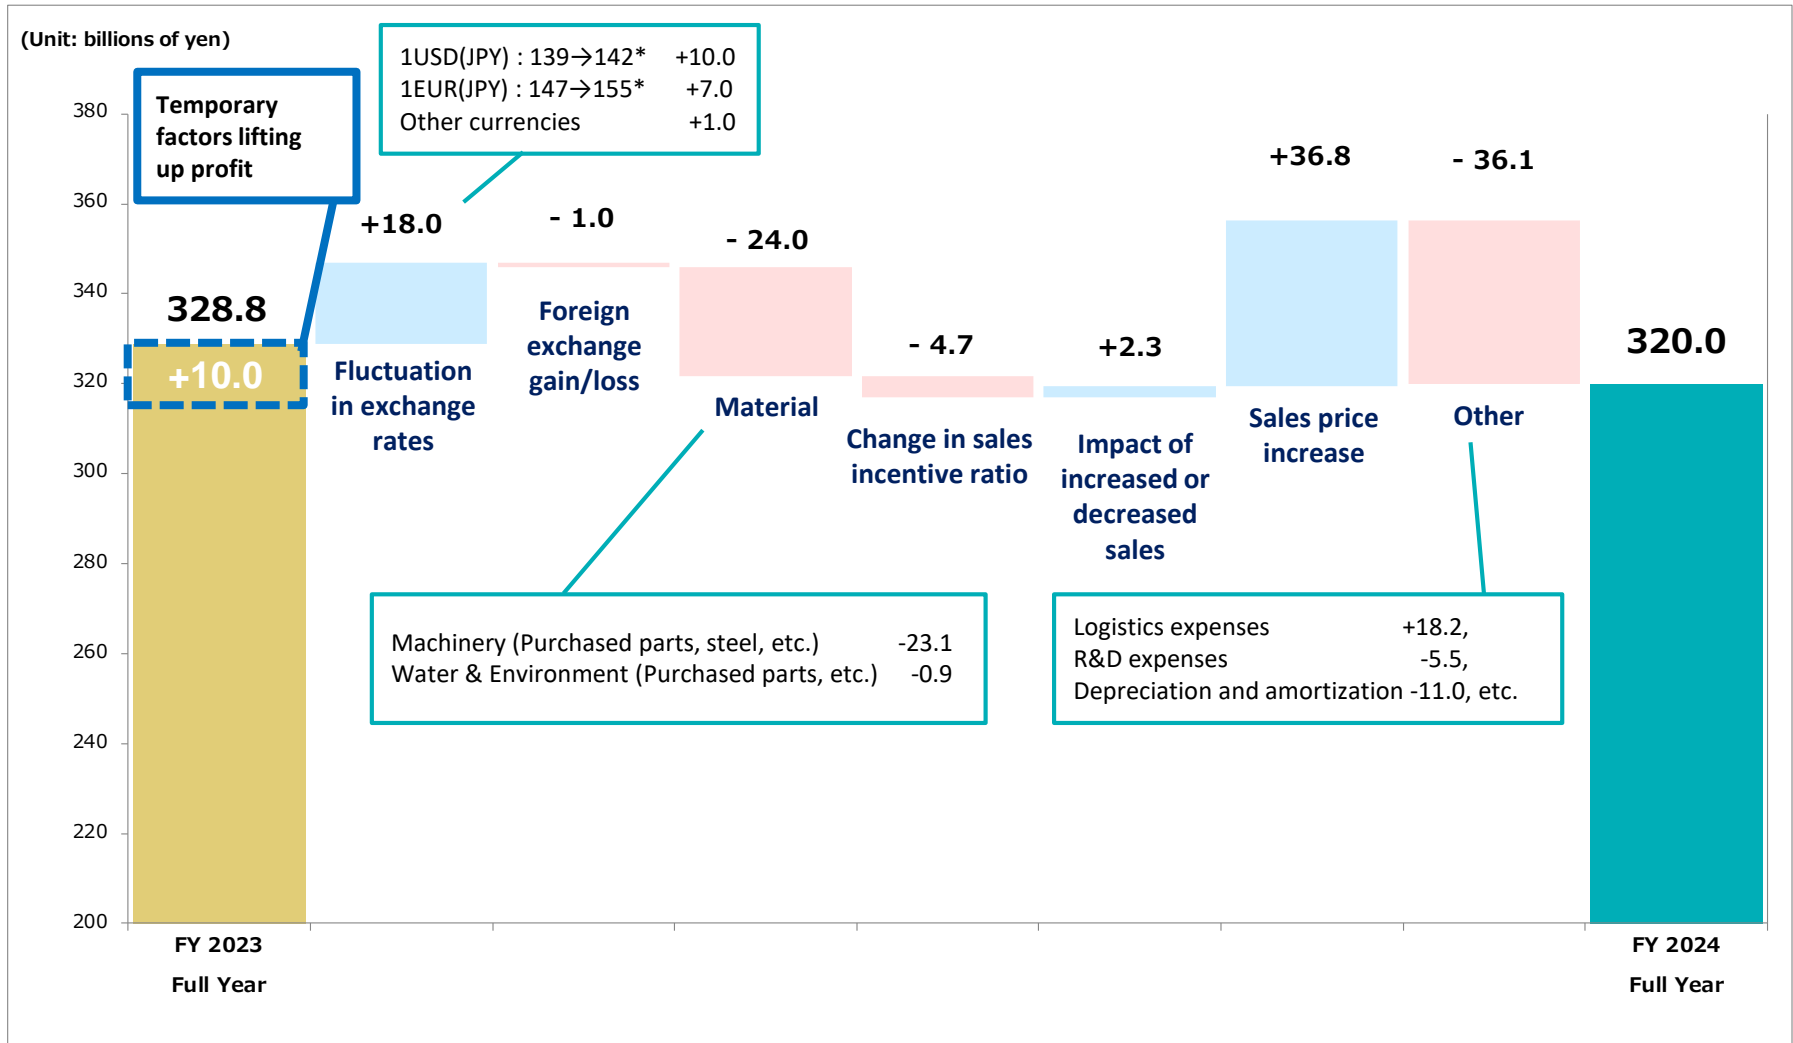 (Unit: billions of yen)
1USD(JPY) : 139→142* +10.0
1EUR(JPY) : 147→155* +7.0
Other currencies +1.0
Temporary
factors lifting
up profit
380
360
340
320
300
280
260
240
220
200
328.8
+10.0
+18.0
Fluctuation
in exchange
rates
- 1.0
Foreign
exchange
gain/loss
- 24.0
Material
- 4.7
Change in sales
incentive ratio
+2.3
Impact of
increased or
decreased
sales
+36.8
Sales price
increase
- 36.1
Other
320.0
Machinery (Purchased parts, steel, etc.) -23.1
Water & Environment (Purchased parts, etc.) -0.9
Logistics expenses +18.2,
R&D expenses -5.5,
Depreciation and amortization -11.0, etc.
FY 2023
Full Year
FY 2024
Full Year